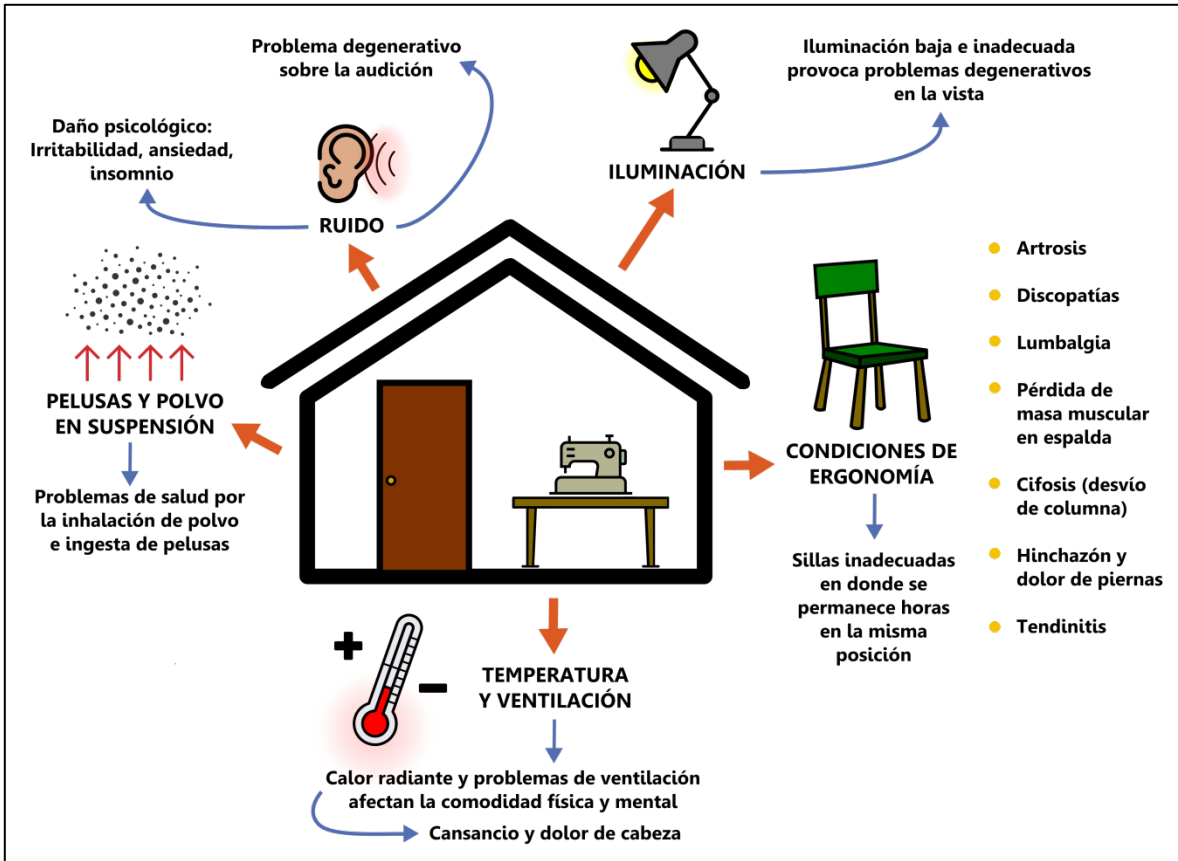 Problema degenerativo
sobre la audición
Daño psicológico:
Irritabilidad, ansiedad,
insomnio
RUIDO
Iluminación baja e inadecuada
provoca problemas degenerativos
en la vista
ILUMINACIÓN
PELUSAS Y POLVO
EN SUSPENSIÓN
Problemas de salud por
la inhalación de polvo
e ingesta de pelusas
CONDICIONES DE
ERGONOMÍA
Sillas inadecuadas
en donde se
permanece horas
en la misma
posición
Artrosis
Discopatías
Lumbalgia
Pérdida de
masa muscular
en espalda
Cifosis (desvío
de columna)
Hinchazón y
dolor de piernas
Tendinitis
TEMPERATURA
Y VENTILACIÓN
Calor radiante y problemas de ventilación
afectan la comodidad física y mental
Cansancio y dolor de cabeza